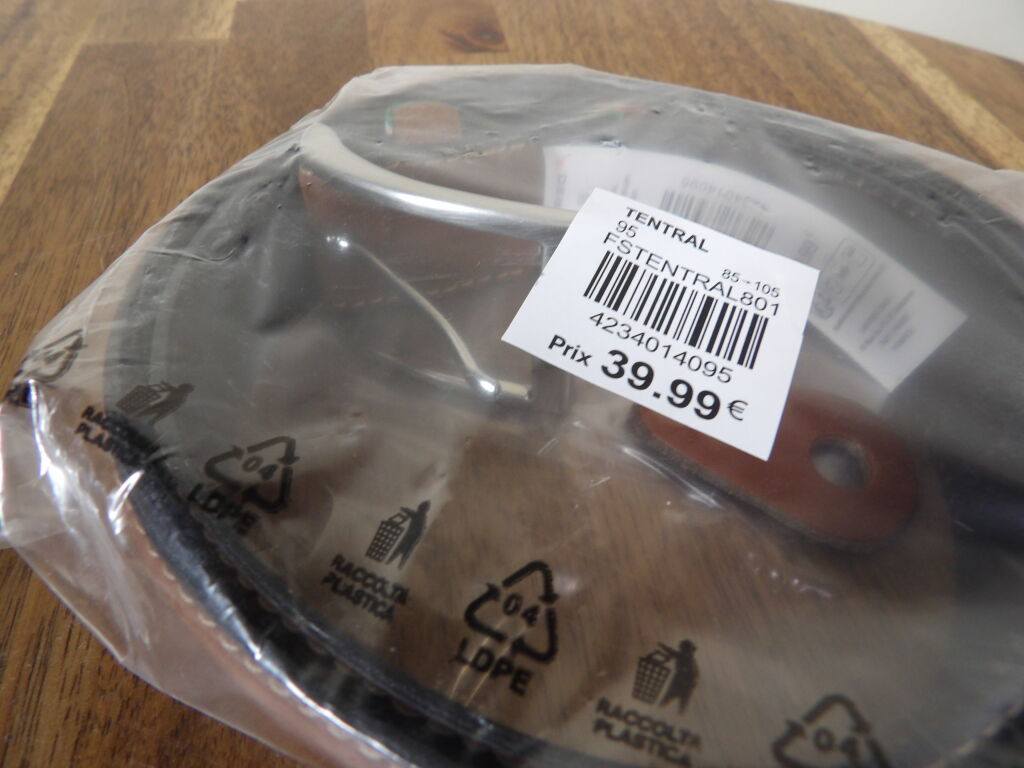 TENTRAL
95
85-105
FSTENTRAL801
4234014095
Prix 39.99 €
RACCOLTA
PLASTICA
04
LDPE
RACCOLTA
PLASTICA
04
LDPE
RACCOLTA
PLASTICA
04